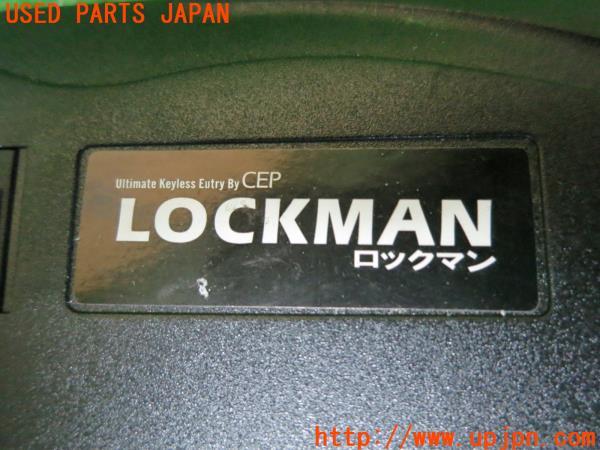 USED PARTS JAPAN
Ultimate Keyless Eutry By CEP
LOCKMAN
ロックマン
http://www.upjpn.com